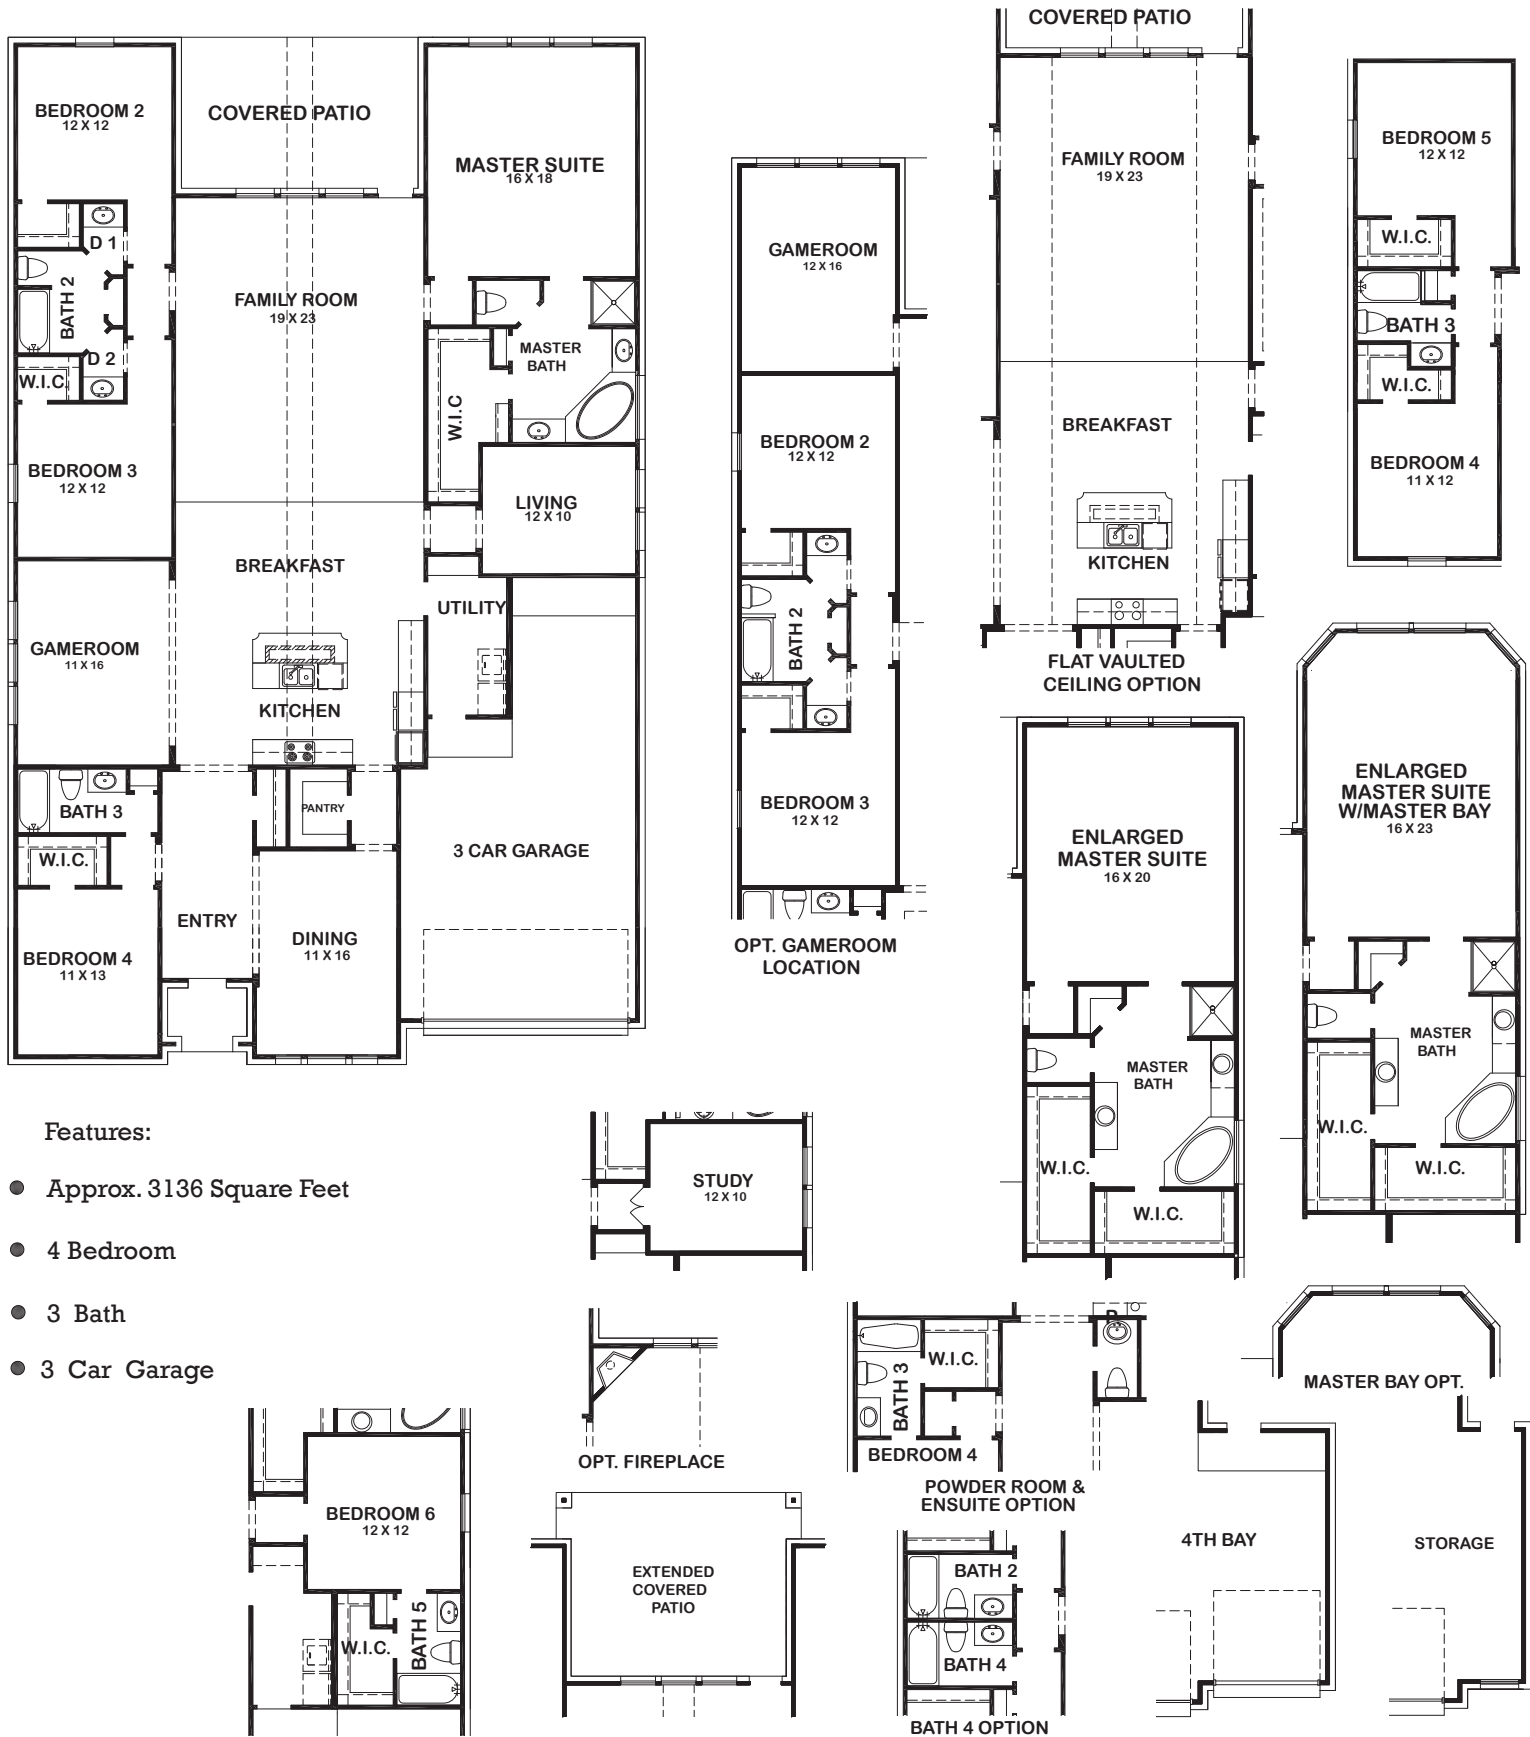 BEDROOM 2
12 X 12
COVERED PATIO
MASTER SUITE
16 X 18
D 1
BATH 2
D 2
W.I.C.
FAMILY ROOM
19 X 23
MASTER
BATH
W.I.C
BEDROOM 3
12 X 12
LIVING
12 X 10
BREAKFAST
UTILITY
GAMEROOM
11 X 16
KITCHEN
BATH 3
PANTRY
W.I.C.
3 CAR GARAGE
ENTRY
DINING
11 X 16
BEDROOM 4
11 X 13
GAMEROOM
12 X 16
BEDROOM 2
12 X 12
BATH 2
BEDROOM 3
12 X 12
OPT. GAMEROOM
LOCATION
COVERED PATIO
FAMILY ROOM
19 X 23
BREAKFAST
KITCHEN
FLAT VAULTED
CEILING OPTION
BEDROOM 5
12 X 12
W.I.C.
BATH 3
W.I.C.
BEDROOM 4
11 X 12
ENLARGED
MASTER SUITE
16 X 20
MASTER
BATH
W.I.C.
W.I.C.
ENLARGED
MASTER SUITE
W/MASTER BAY
16 X 23
MASTER
BATH
W.I.C.
W.I.C.
Features:
Approx. 3136 Square Feet
4 Bedroom
3 Bath
3 Car Garage
STUDY
12 X 10
OPT. FIREPLACE
P
W.I.C.
BATH 3
BEDROOM 4
POWDER ROOM &
ENSUITE OPTION
MASTER BAY OPT.
BEDROOM 6
12 X 12
W.I.C.
BATH 5
EXTENDED
COVERED
PATIO
BATH 2
BATH 4
BATH 4 OPTION
4TH BAY
STORAGE